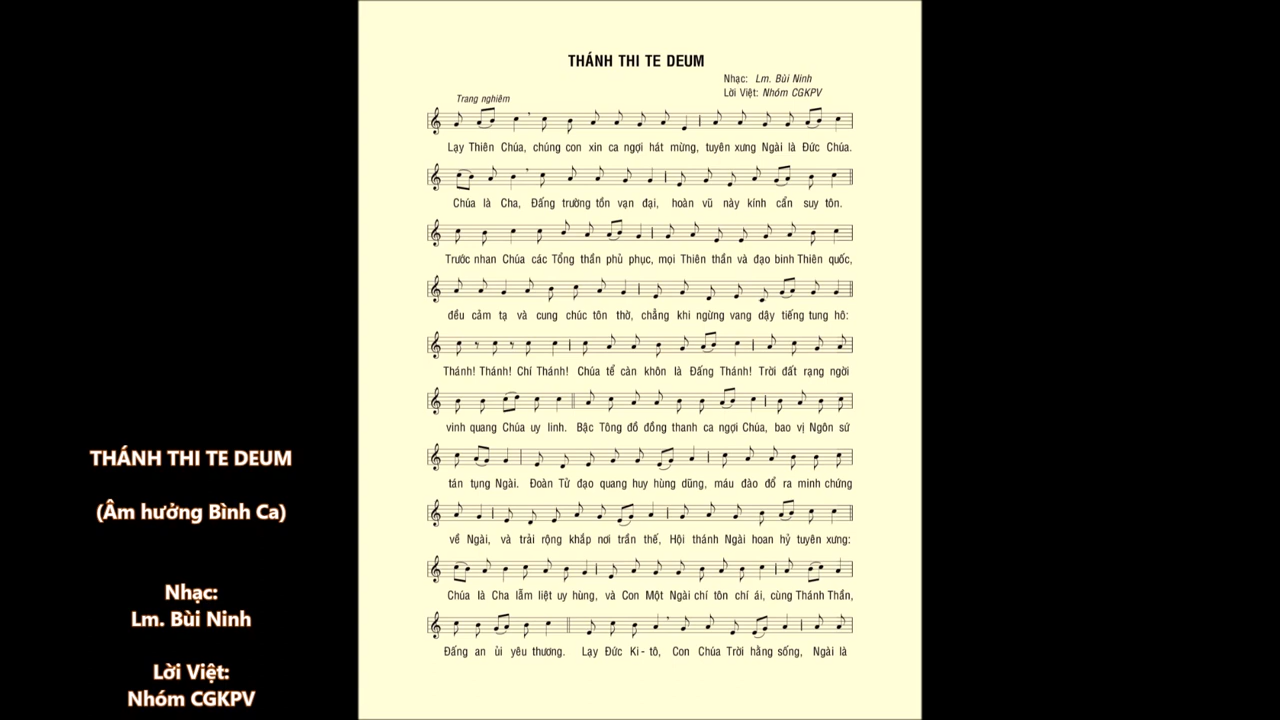 THÁNH THI TE DEUM
Nhạc: Lm. Bùi Ninh
Lời Việt: Nhóm CGKPV
Trang nghiêm
Lạy Thiên Chúa, chúng con xin ca ngợi hát mừng, tuyên xưng Ngài là Đức Chúa.
Chúa là Cha, Đấng trường tồn vạn đại, hoàn vũ này kính cẩn suy tôn.
Trước nhan Chúa các Tổng thần phủ phục, mọi Thiên thần và đạo binh Thiên quốc,
đều cảm tạ và cung chúc tôn thờ, chẳng khi ngừng vang dậy tiếng tung hô:
Thánh! Thánh! Chí Thánh! Chúa tể càn khôn là Đấng Thánh! Trời đất rạng ngời
vinh quang Chúa uy linh. Bậc Tông đồ đồng thanh ca ngợi Chúa, bao vị Ngôn sứ
tán tụng Ngài. Đoàn Tử đạo quang huy hùng dũng, máu đào đổ ra minh chứng
về Ngài, và trải rộng khắp nơi trần thế, Hội thánh Ngài hoan hỷ tuyên xưng:
Chúa là Cha lẫm liệt uy hùng, và Con Một Ngài chí tôn chí ái, cùng Thánh Thần,
Đấng an ủi yêu thương. Lạy Đức Ki - tô, Con Chúa Trời hằng sống, Ngài là
THÁNH THI TE DEUM
(Âm hưởng Bình Ca)
Nhạc:
Lm. Bùi Ninh
Lời Việt:
Nhóm CGKPV